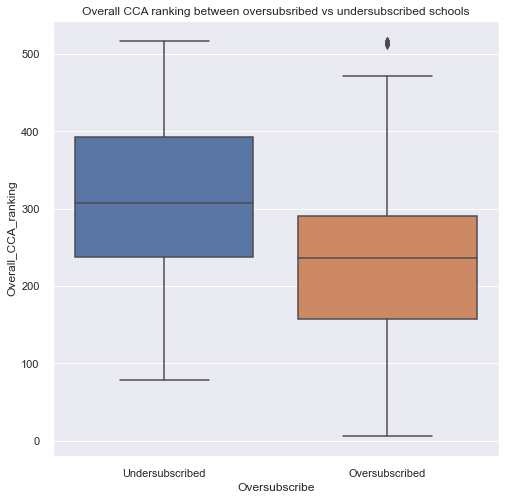 Overall CCA ranking between oversubsribed vs undersubscribed schools
500
400
300
200
100
0
Overall_CCA_ranking
Undersubscribed
Oversubscribed
Oversubscribe